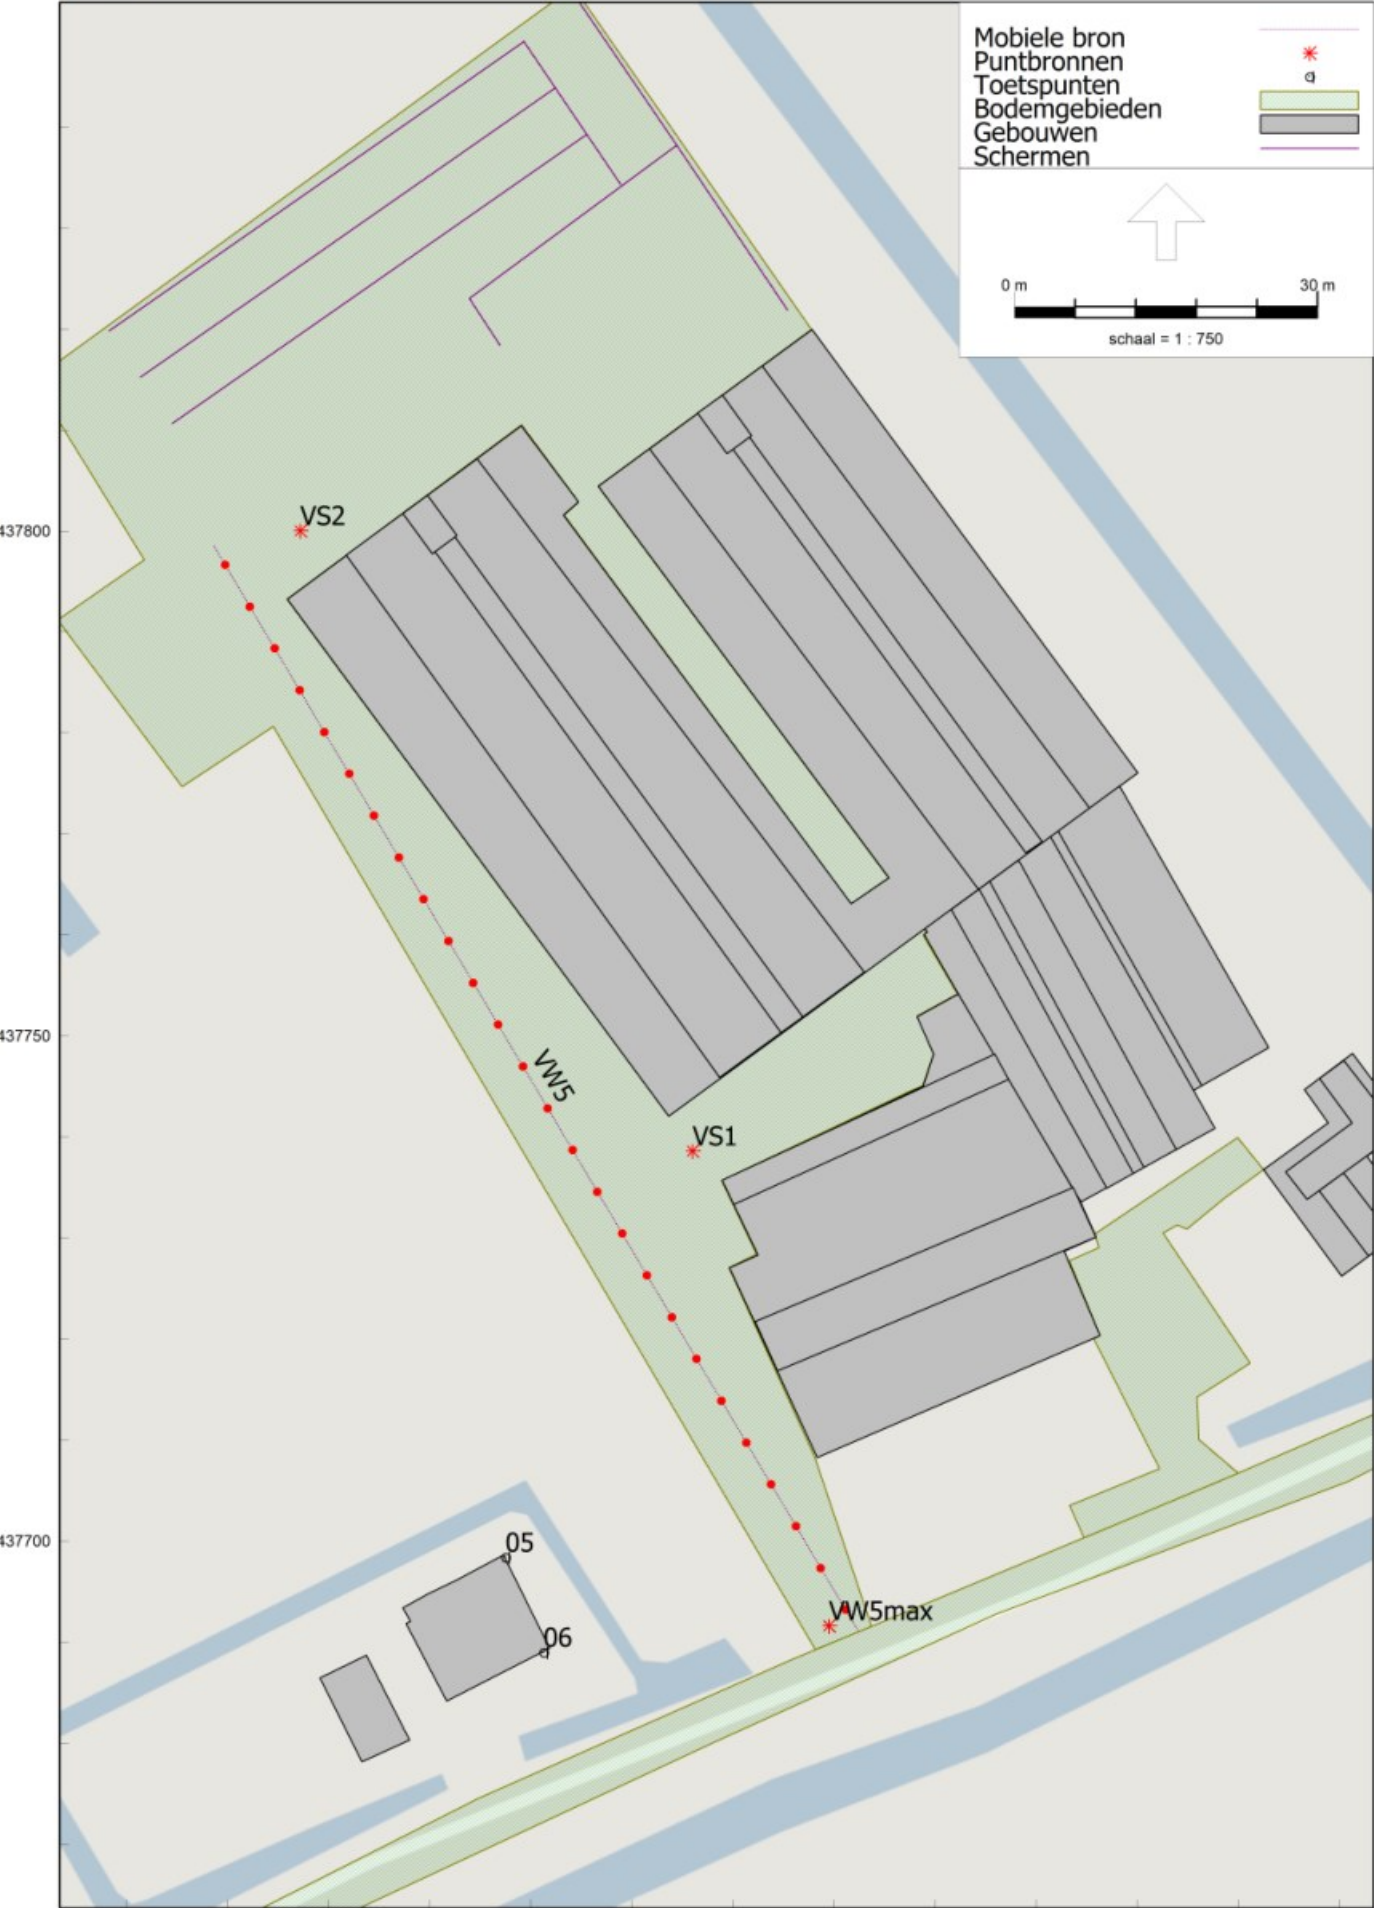 Mobiele bron
Puntbronnen
Toetspunten
Bodemgebieden
Gebouwen
Schermen
0 m
30 m
schaal = 1 : 750
VS2
437800
437750
VW5
VS1
437700
05
VW5max
06